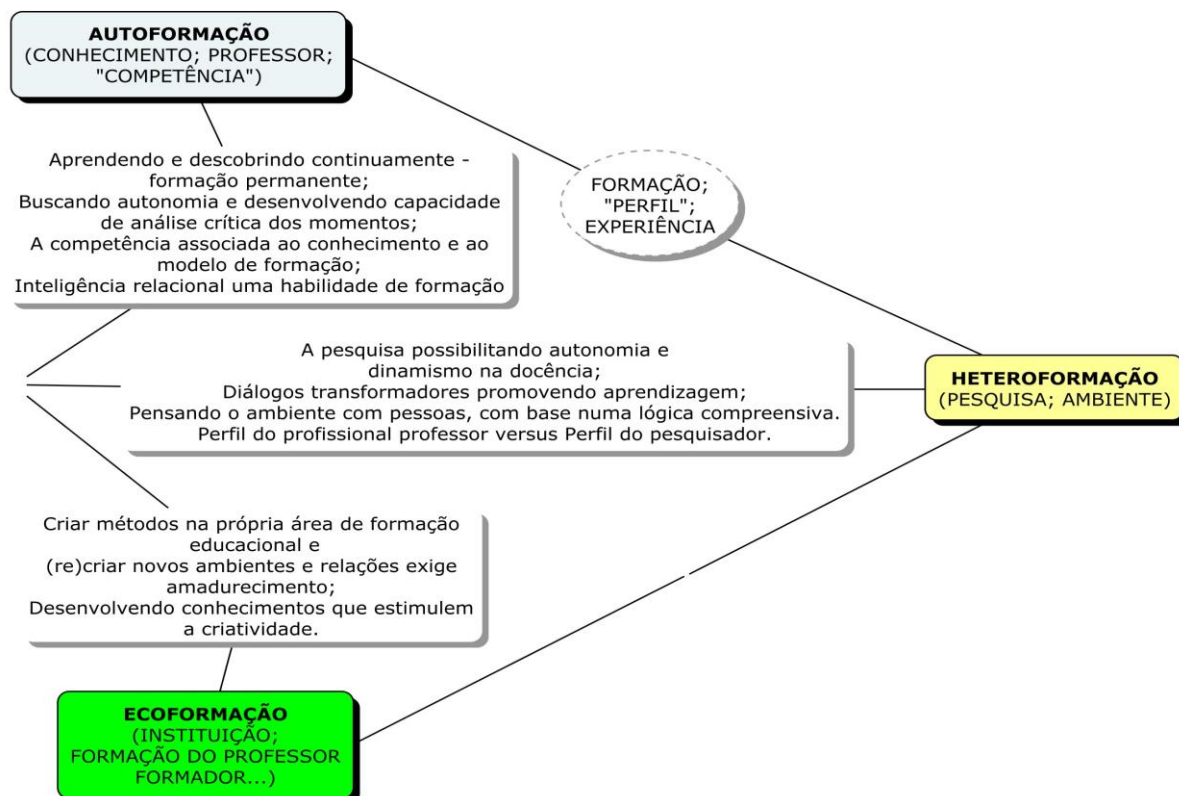 AUTOFORMAÇÃO
(CONHECIMENTO; PROFESSOR;
"COMPETÊNCIA")
Aprendendo e descobrindo continuamente -
formação permanente;
Buscando autonomia e desenvolvendo capacidade
de análise crítica dos momentos;
A competência associada ao conhecimento e ao
modelo de formação;
Inteligência relacional uma habilidade de formação
FORMAÇÃO;
"PERFIL";
EXPERIÊNCIA
A pesquisa possibilitando autonomia e
dinamismo na docência;
Diálogos transformadores promovendo aprendizagem;
Pensando o ambiente com pessoas, com base numa lógica compreensiva.
Perfil do profissional professor versus Perfil do pesquisador.
HETEROFORMAÇÃO
(PESQUISA; AMBIENTE)
Criar métodos na própria área de formação
educacional e
(re)criar novos ambientes e relações exige
amadurecimento;
Desenvolvendo conhecimentos que estimulem
a criatividade.
ECOFORMAÇÃO
(INSTITUIÇÃO;
FORMAÇÃO DO PROFESSOR
FORMADOR...)